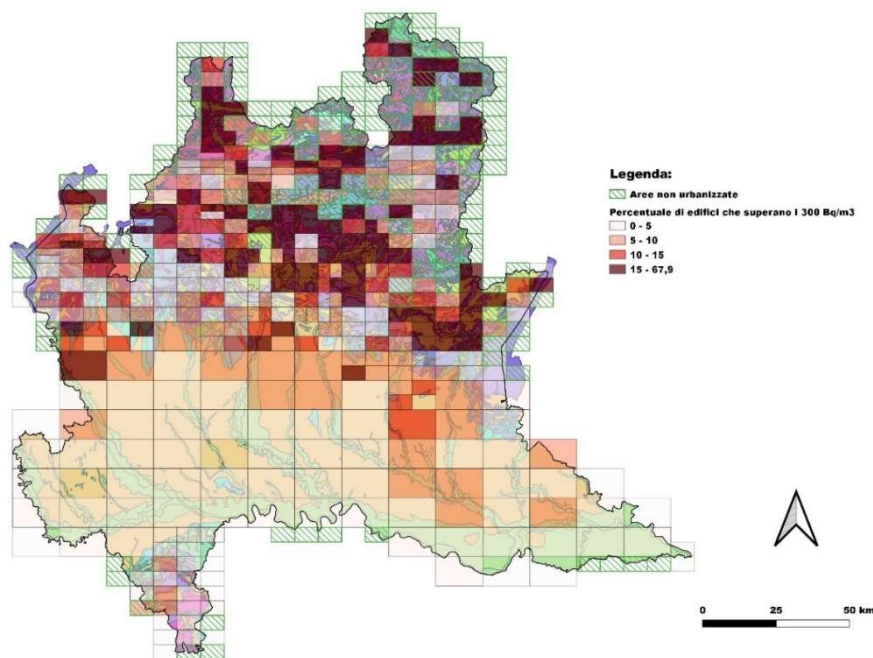 Legenda:
Aree non urbanizzate
Percentuale di edifici che superano I 300 Bq/m3
0 - 5
5 - 10
10 - 15
15 - 67,9
0 25 50 km